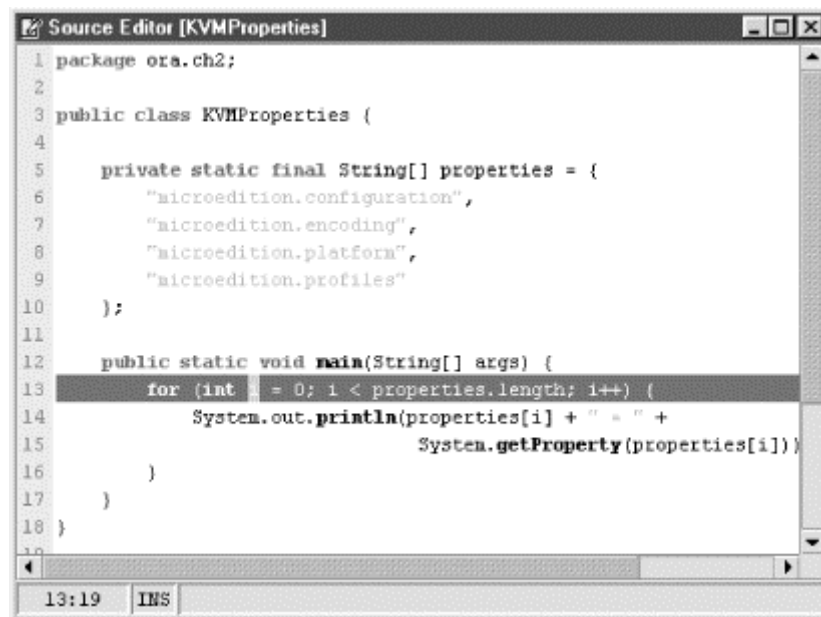 Source Editor [KVMProperties]
1 package ora.ch2;
2
3 public class KVMProperties {
4
5     private static final String[] properties = {
6         "microedition.configuration",
7         "microedition.encoding",
8         "microedition.platform",
9         "microedition.profiles"
10     };
11
12     public static void main(String[] args) {
13         for (int i = 0; i < properties.length; i++) {
14             System.out.println(properties[i] + " = " +
15                                 System.getProperty(properties[i]))
16         }
17     }
18 }
19
13:19 INS